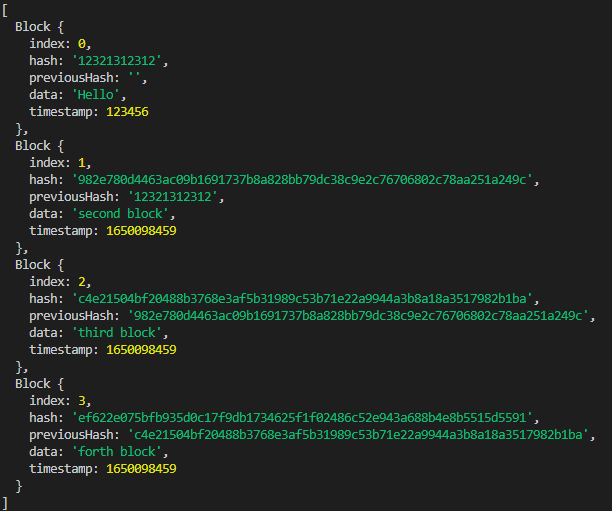 [
  Block {
    index: 0,
    hash: '12321312312',
    previousHash: '',
    data: 'Hello',
    timestamp: 123456
  },
  Block {
    index: 1,
    hash: '982e780d4463ac09b1691737b8a828bb79dc38c9e2c76706802c78aa251a249c',
    previousHash: '12321312312',
    data: 'second block',
    timestamp: 1650098459
  },
  Block {
    index: 2,
    hash: 'c4e21504bf20488b3768e3af5b31989c53b71e22a9944a3b8a18a3517982b1ba',
    previousHash: '982e780d4463ac09b1691737b8a828bb79dc38c9e2c76706802c78aa251a249c',
    data: 'third block',
    timestamp: 1650098459
  },
  Block {
    index: 3,
    hash: 'ef622e075bfb935d0c17f9db1734625f1f02486c52e943a688b4e8b5515d5591',
    previousHash: 'c4e21504bf20488b3768e3af5b31989c53b71e22a9944a3b8a18a3517982b1ba',
    data: 'forth block',
    timestamp: 1650098459
  }
]